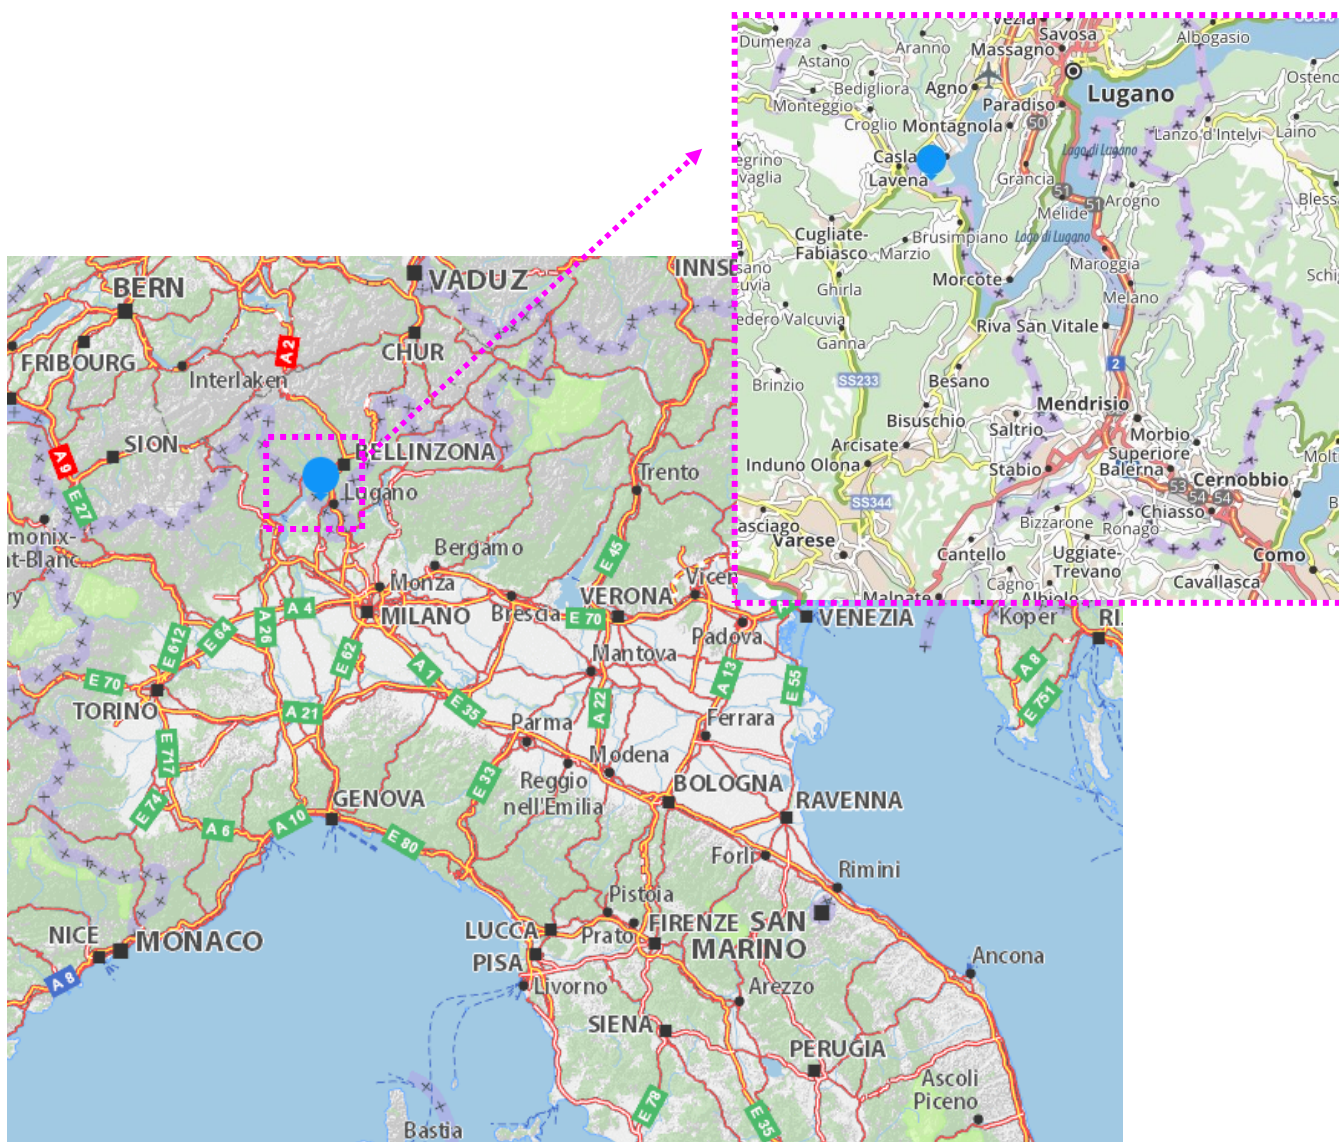 Vezia
Savosa
Dumenza
Aranno
Massagno
Albogasio
Astano
Bedigliora
Agno
Osteno
Monteggio
Paradiso
Lugano
Croglio
Montagnola
50
Lanzo d'Intelvi
Laino
Lago di Lugano
Lavena
Grancia
51
51
Arogno
Melide
Cugliate-
Fabiasco
Brusimpiano
Lago di Lugano
Marzio
Maroggia
Morcote
Ghirla
Melano
Riva San Vitale
Ganna
2
Brinzio
SS233
Besano
Bisuschio
Mendrisio
Saltrio
Morbio
Superiore
Arcisate
Induno Olona
Stabio
Balerna
Cernobbio
53
54
54
SS344
Chiasso
Bizzarone
Ronago
Varese
Cantello
Uggiate-
Trevano
Como
Cagno
Cavallasca
Malnate
Albiolo
BERN
VADUZ
FRIBOURG
A 2
CHUR
Interlaken
SION
A 9
BELLINZONA
Trento
Lugano
E 27
Bergamo
E 45
Monza
A 4
MILANO
Brescia
E 70
VERONA
Padova
VENEZIA
Koper
A 26
E 64
E 612
E 62
Mantova
A 1
A 13
E 55
A 8
E 751
E 70
TORINO
A 21
E 35
A 22
Ferrara
Parma
E 717
Modena
Reggio
nell'Emilia
E 33
BOLOGNA
E 74
GENOVA
RAVENNA
A 6
A 10
E 80
Forlì
Rimini
Pistoia
LUCCA
Prato
FIRENZE
SAN
MARINO
NICE
MONACO
PISA
A 8
Livorno
Arezzo
Ancona
SIENA
PERUGIA
E 78
E 35
Ascoli
Piceno
Bastia